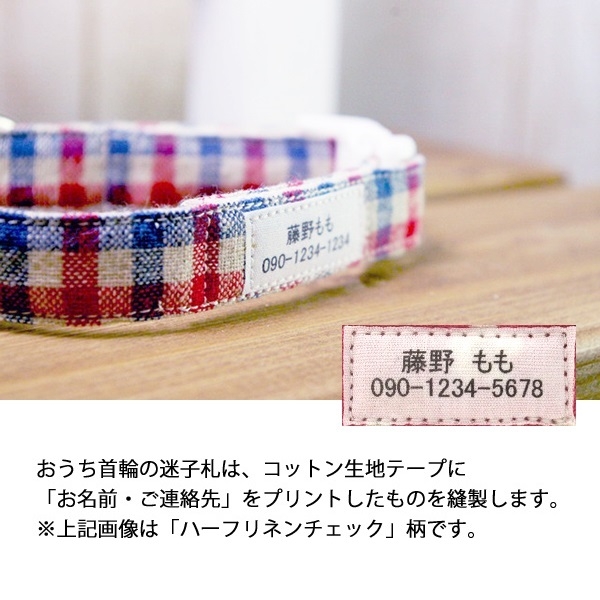 藤野もも
090-1234-1234
藤野 もも
090-1234-5678
おうち首輪の迷子札は、コットン生地テープに
「お名前・ご連絡先」をプリントしたものを縫製します。
※上記画像は「ハーフリネンチェック」柄です。